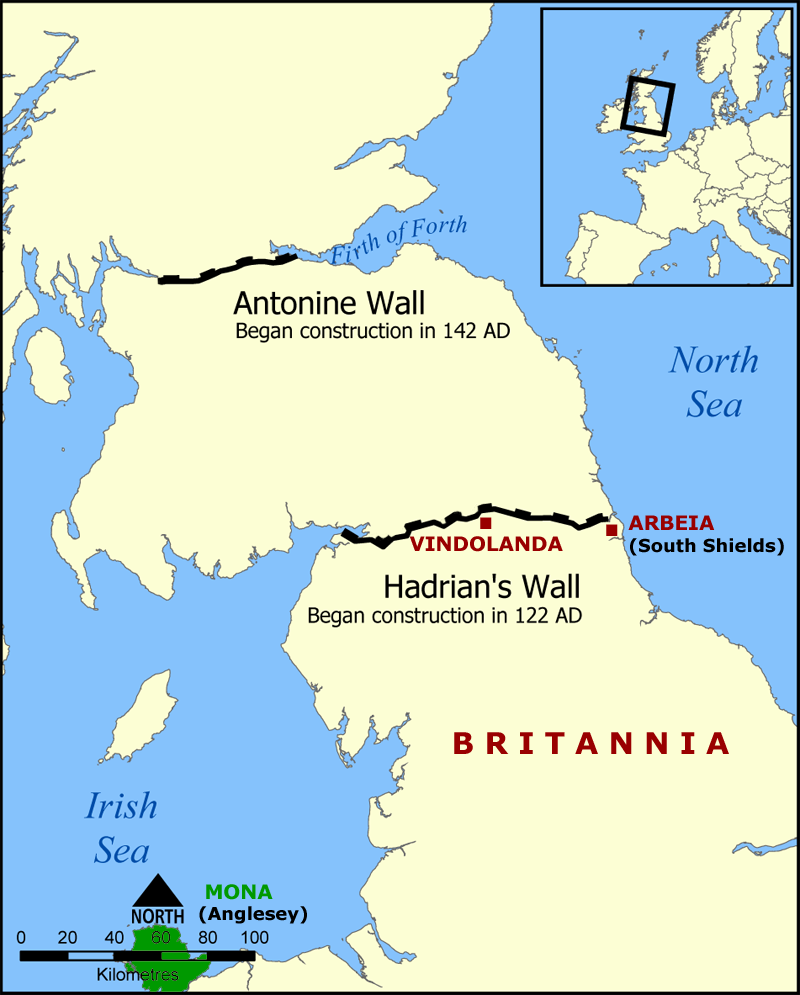 Firth of Forth
Antonine Wall
Began construction in 142 AD
North
Sea
ARBEIA
(South Shields)
VINDOLANDA
Hadrian's Wall
Began construction in 122 AD
BRITANNIA
Irish
Sea
MONA
(Anglesey)
NORTH
0 20 40 60 80 100
Kilometres